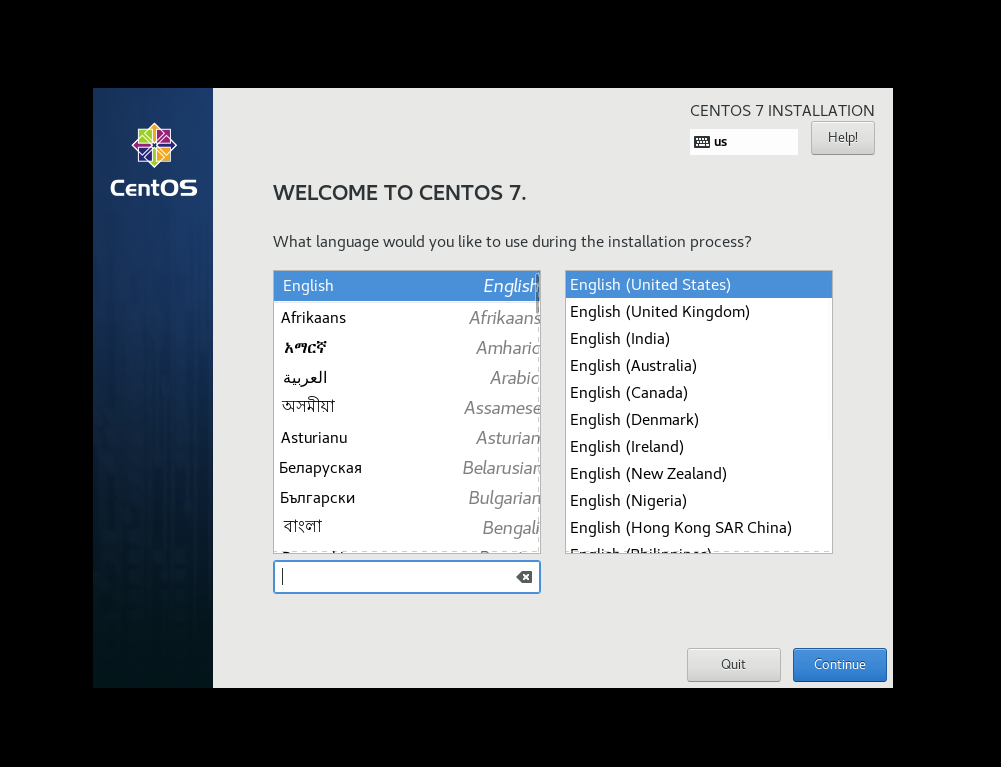 CentOS
CENTOS 7 INSTALLATION
us
Help!
WELCOME TO CENTOS 7.
What language would you like to use during the installation process?
English English
Afrikaans Afrikaans
አማርኛ Amharic
العربية Arabic
অসমীয়া Assamese
Asturianu Asturian
Беларуская Belarusian
Български Bulgarian
বাংলা Bengali
English (United States)
English (United Kingdom)
English (India)
English (Australia)
English (Canada)
English (Denmark)
English (Ireland)
English (New Zealand)
English (Nigeria)
English (Hong Kong SAR China)
English (Philippines)
Quit
Continue